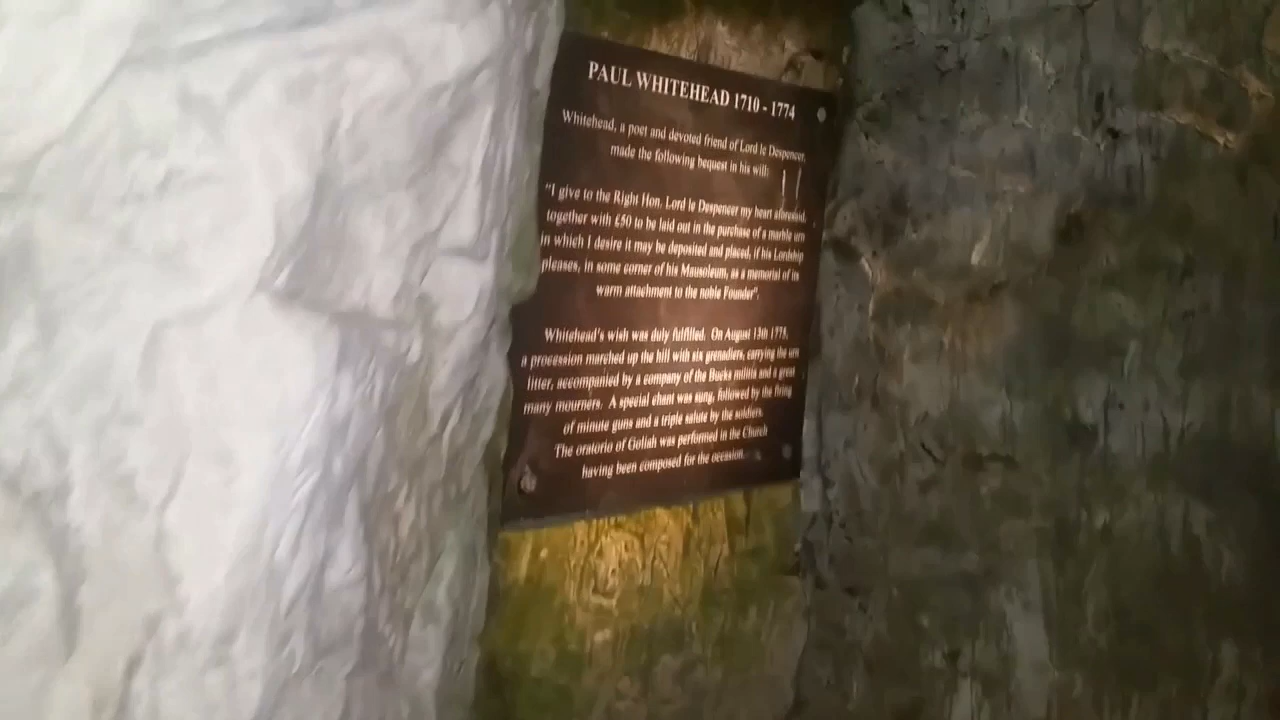 PAUL WHITEHEAD 1710 - 1774
Whitehead, a poet and devoted friend of Lord le Despencer,
made the following bequest in his will:
"I give to the Right Hon. Lord le Despencer my heart aforesaid,
together with £50 to be laid out in the purchase of a marble urn
in which I desire it may be deposited and placed, if his Lordship
pleases, in some corner of his Mausoleum, as a memorial of its
warm attachment to the noble Founder".
Whitehead's wish was duly fulfilled. On August 13th 1775,
a procession marched up the hill with six grenadiers, carrying the urn
litter, accompanied by a company of the Bucks militia and a great
many mourners. A special chant was sung, followed by the firing
of minute guns and a triple salute by the soldiers.
The oratorio of Goliah was performed in the Church
having been composed for the occasion.